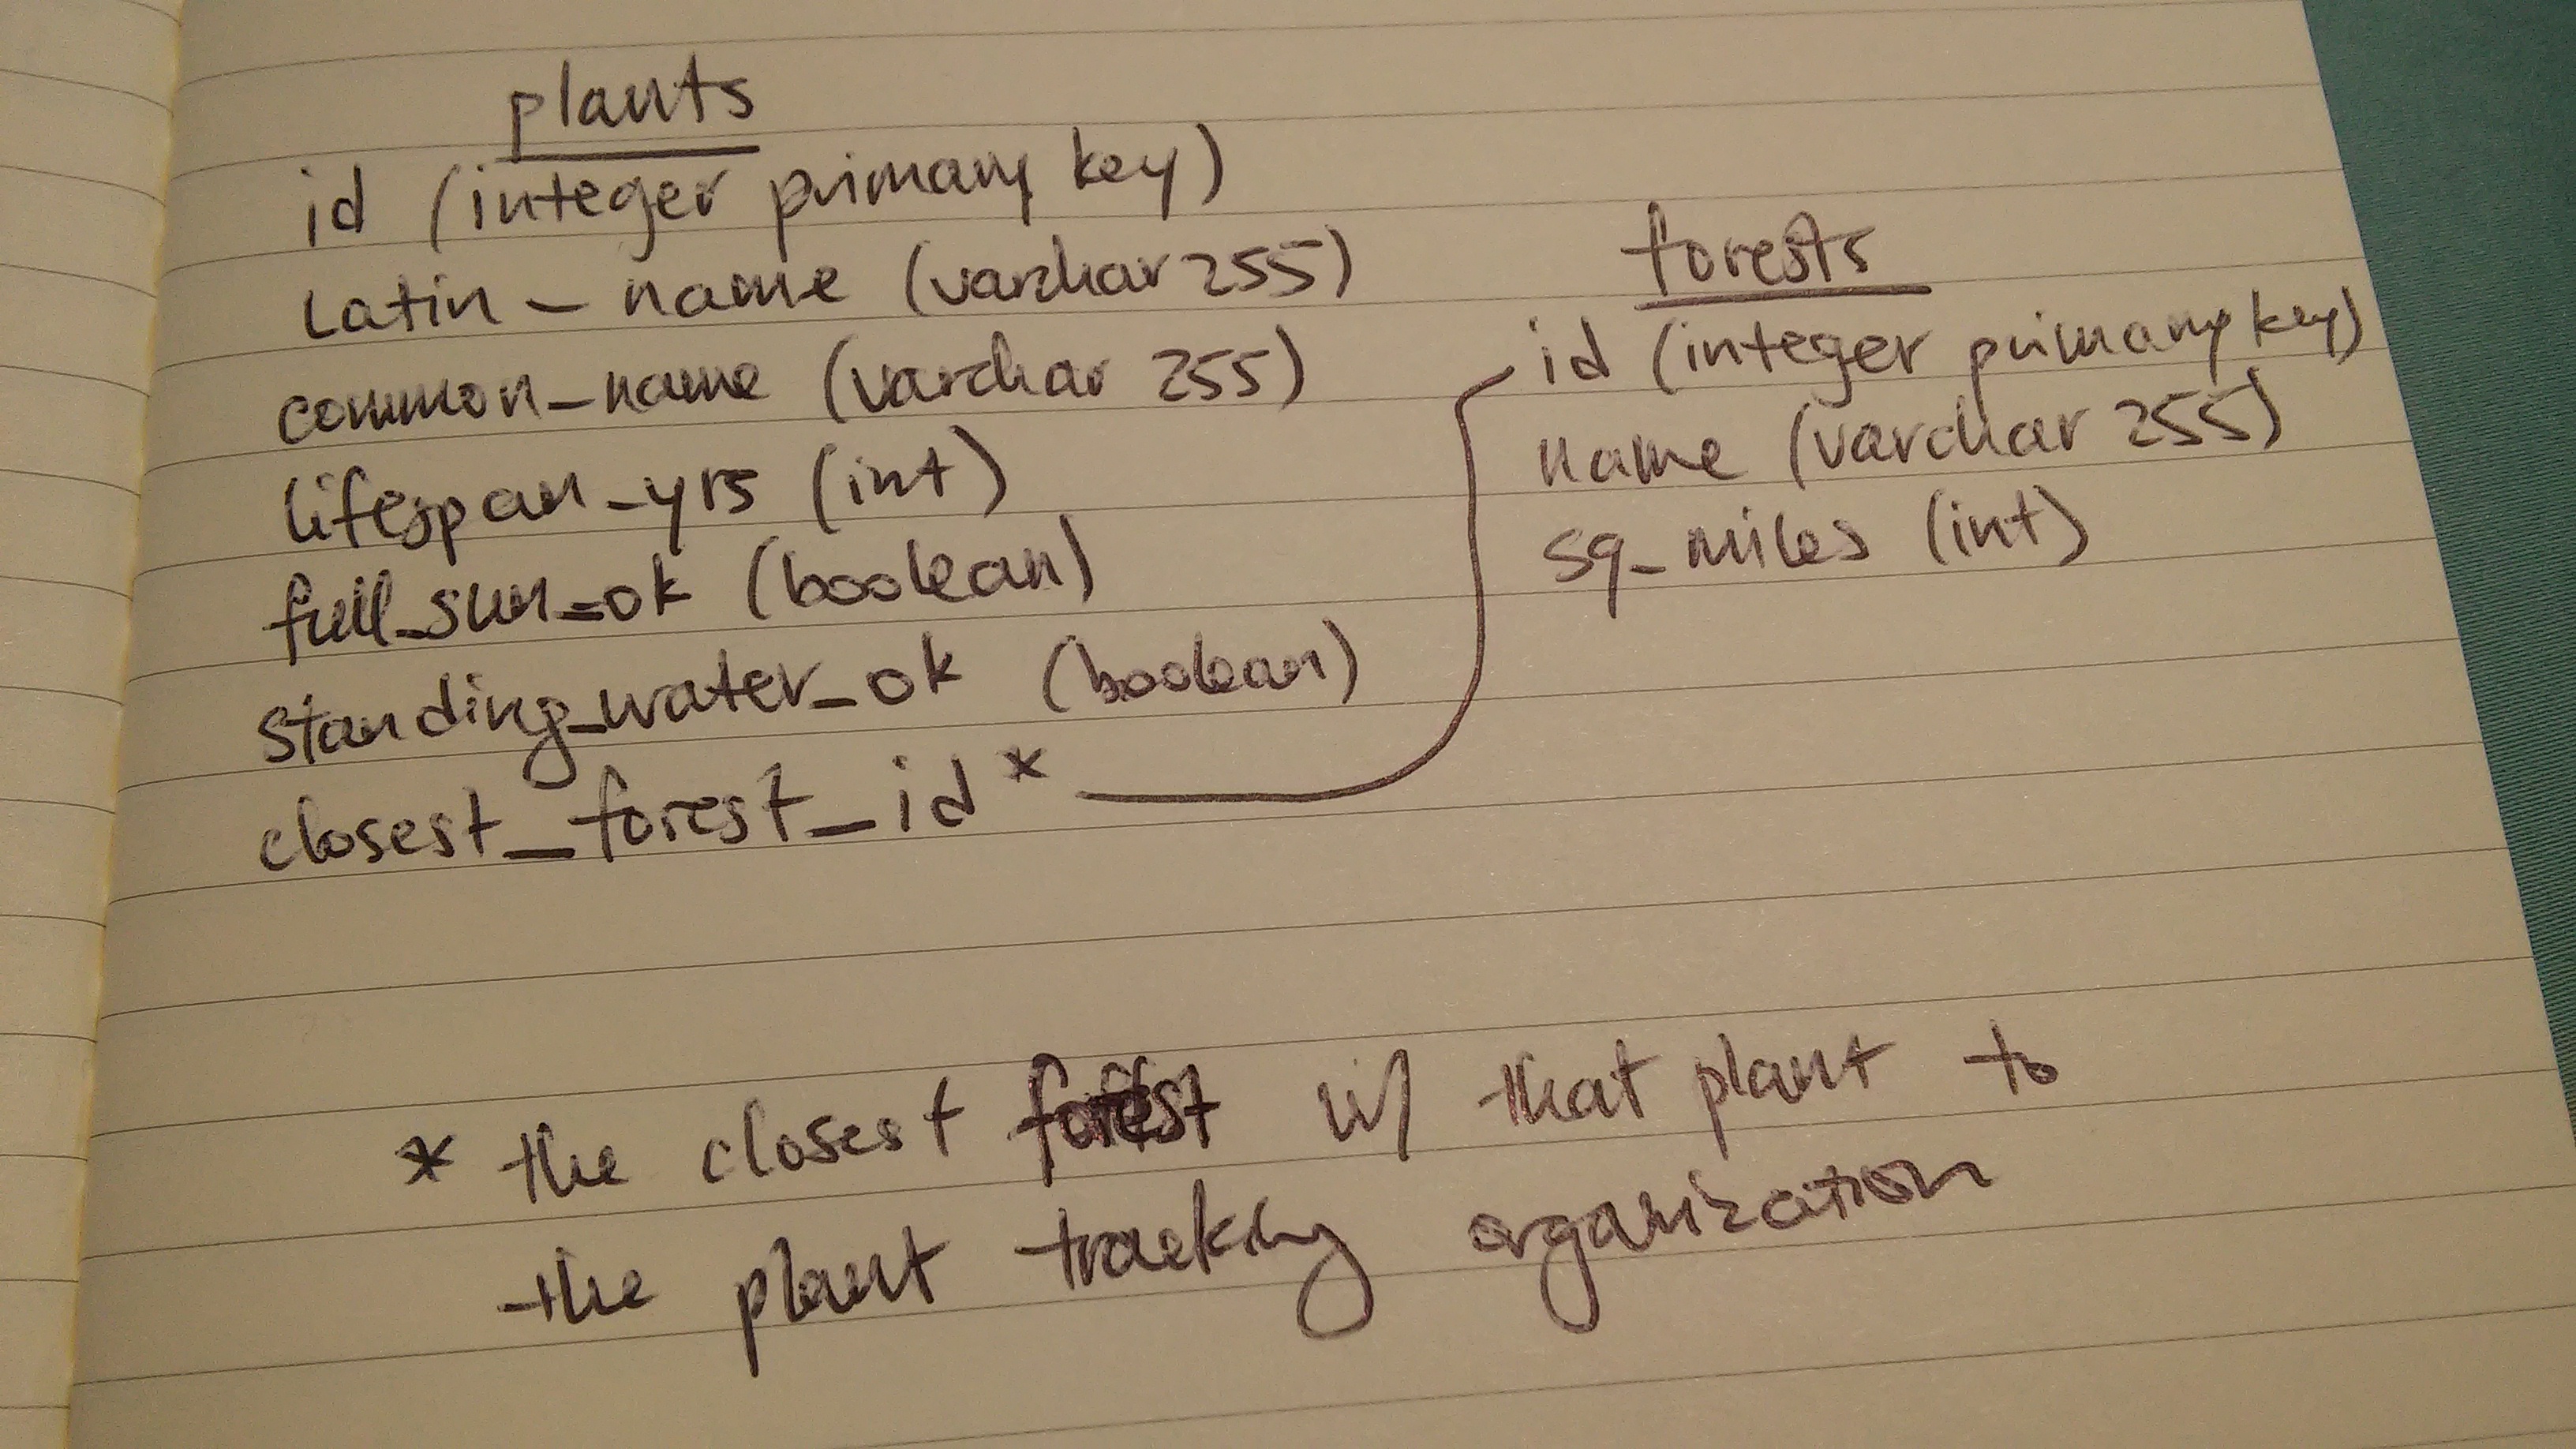 plants
id (integer primary key)
Latin_name (varchar 255)
common_name (varchar 255)
lifespan_yrs (int)
full_sun_ok (boolean)
standing_water_ok (boolean)
closest_forest_id *
forests
id (integer primary key)
name (varchar 255)
sq_miles (int)
* the closest forest w/ that plant to
the plant tracking organization